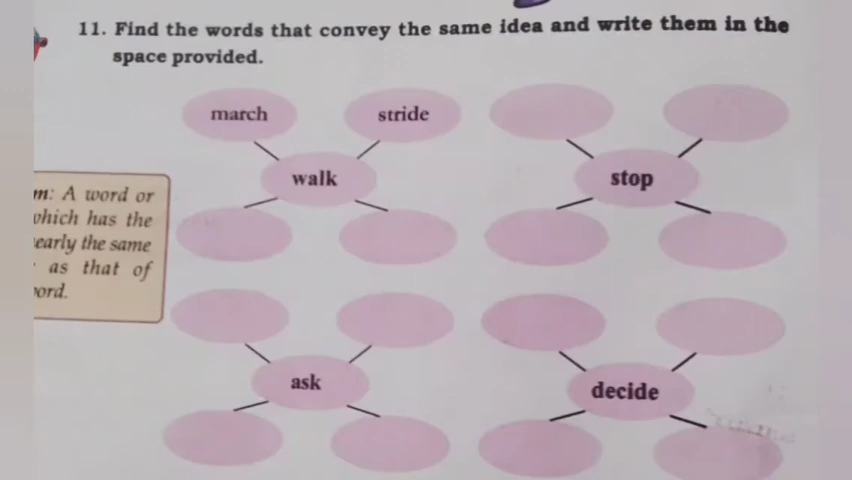 11. Find the words that convey the same idea and write them in the
space provided.
march
stride
walk
stop
m: A word or
which has the
early the same
as that of
ord.
ask
decide